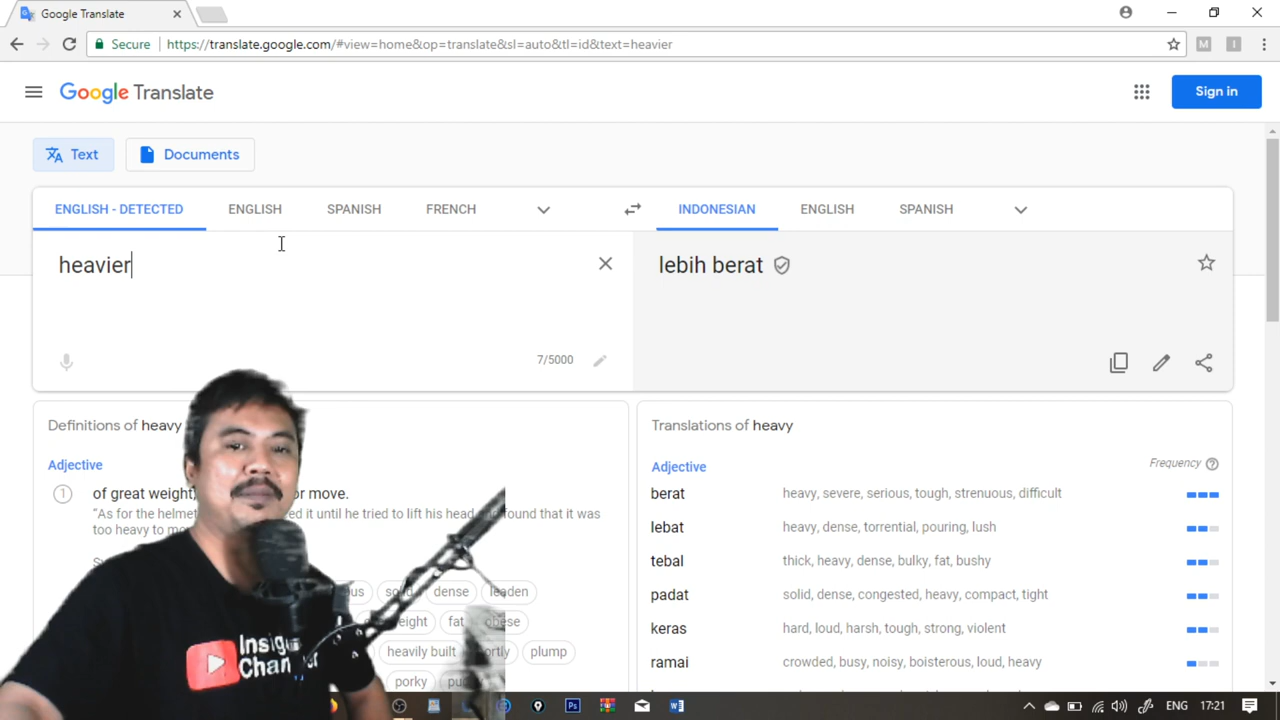 Google Translate
Secure https://translate.google.com/#view=home&op=translate&sl=auto&tl=id&text=heavier
Google Translate
Sign in
Text
Documents
ENGLISH - DETECTED ENGLISH SPANISH FRENCH
INDONESIAN ENGLISH SPANISH
heavier
lebih berat
7/5000
Definitions of heavy
Adjective
1 of great weight, or move.
"As for the it until he tried to lift his head found that it was
too heavy to
dense leaden
fat obese
heavily built plump
porky
Translations of heavy
Adjective
Frequency
berat heavy, severe, serious, tough, strenuous, difficult
lebat heavy, dense, torrential, pouring, lush
tebal thick, heavy, dense, bulky, fat, bushy
padat solid, dense, congested, heavy, compact, tight
keras hard, loud, harsh, tough, strong, violent
ramai crowded, busy, noisy, boisterous, loud, heavy
ENG 17:21